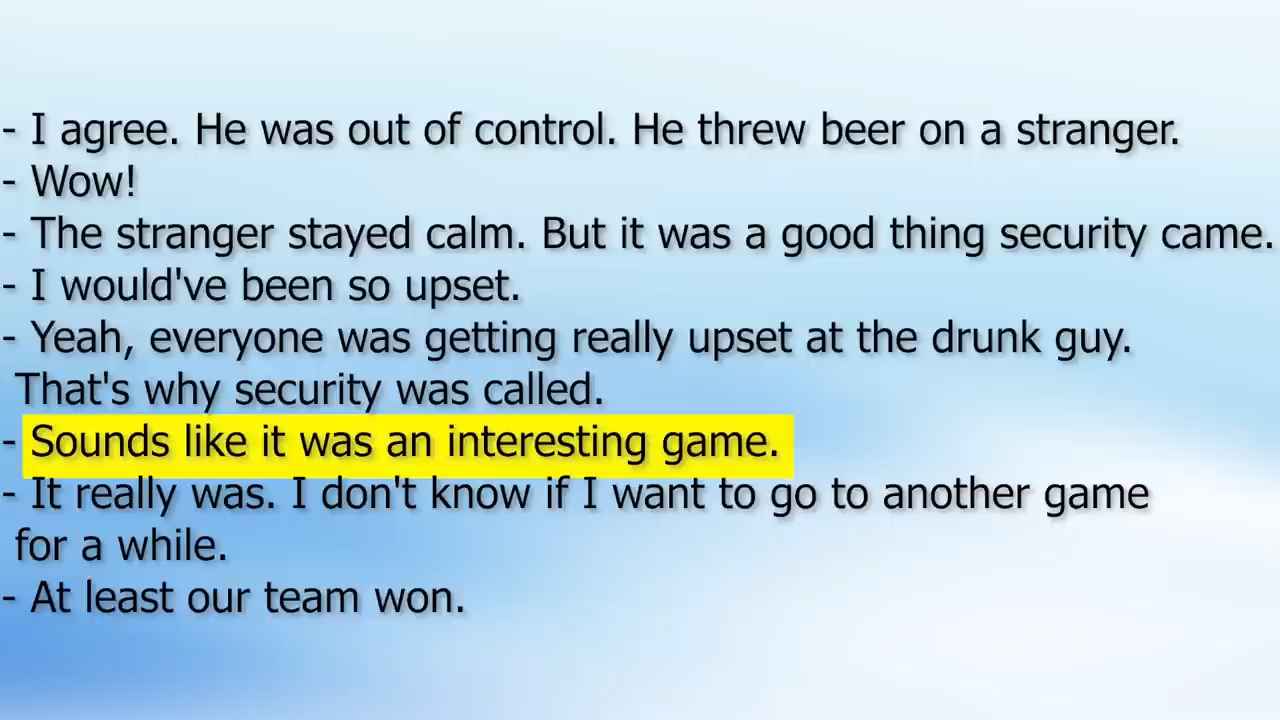 - I agree. He was out of control. He threw beer on a stranger.
- Wow!
- The stranger stayed calm. But it was a good thing security came.
- I would've been so upset.
- Yeah, everyone was getting really upset at the drunk guy.
That's why security was called.
- Sounds like it was an interesting game.
- It really was. I don't know if I want to go to another game
for a while.
- At least our team won.